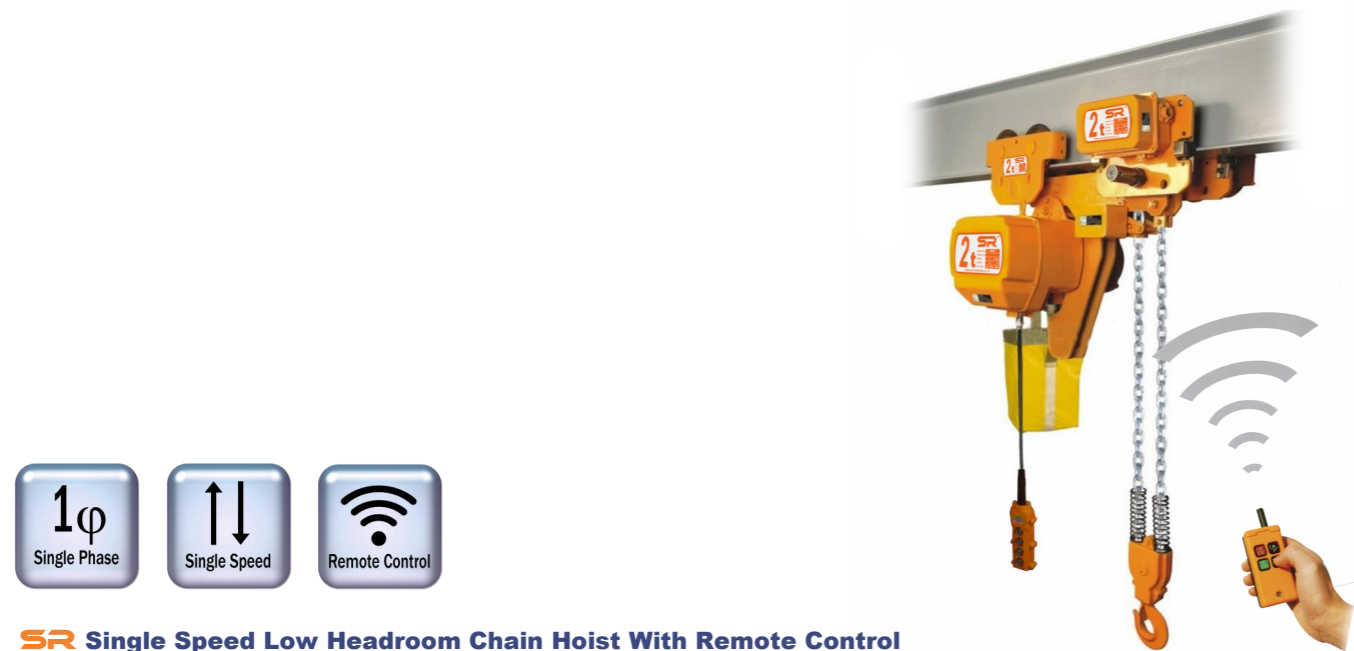 2t SR
2t SR
2t SR
1φ
Single Phase
Single Speed
Remote Control
SR Single Speed Low Headroom Chain Hoist With Remote Control